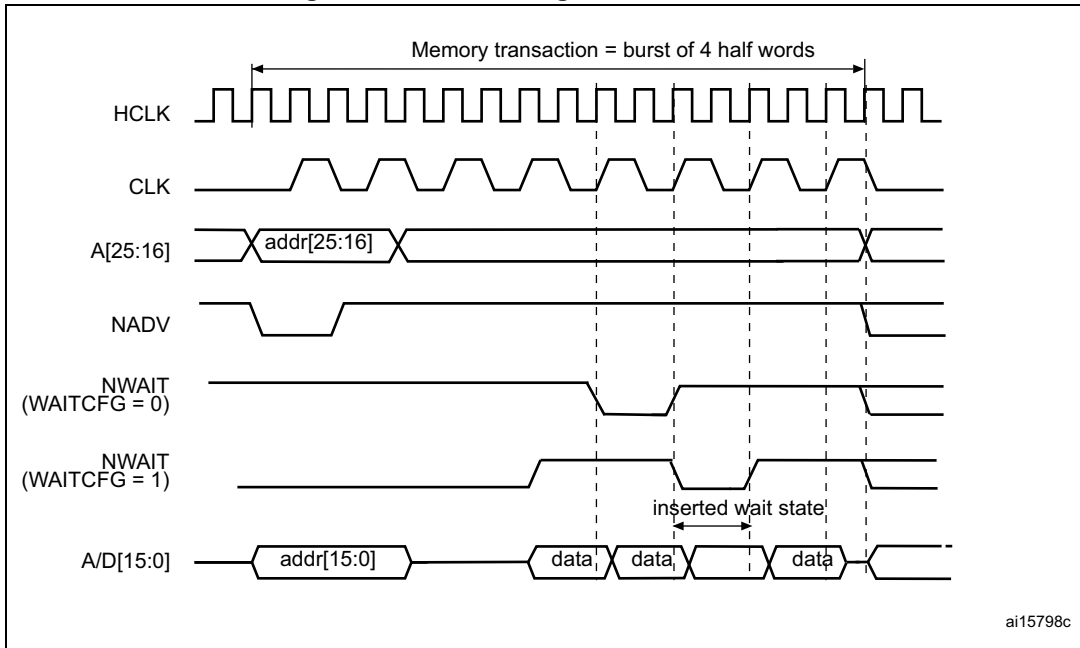 Memory transaction = burst of 4 half words
HCLK
CLK
A[25:16]
addr[25:16]
NADV
NWAIT
(WAITCFG = 0)
NWAIT
(WAITCFG = 1)
inserted wait state
A/D[15:0]
addr[15:0]
data
data
data
ai15798c